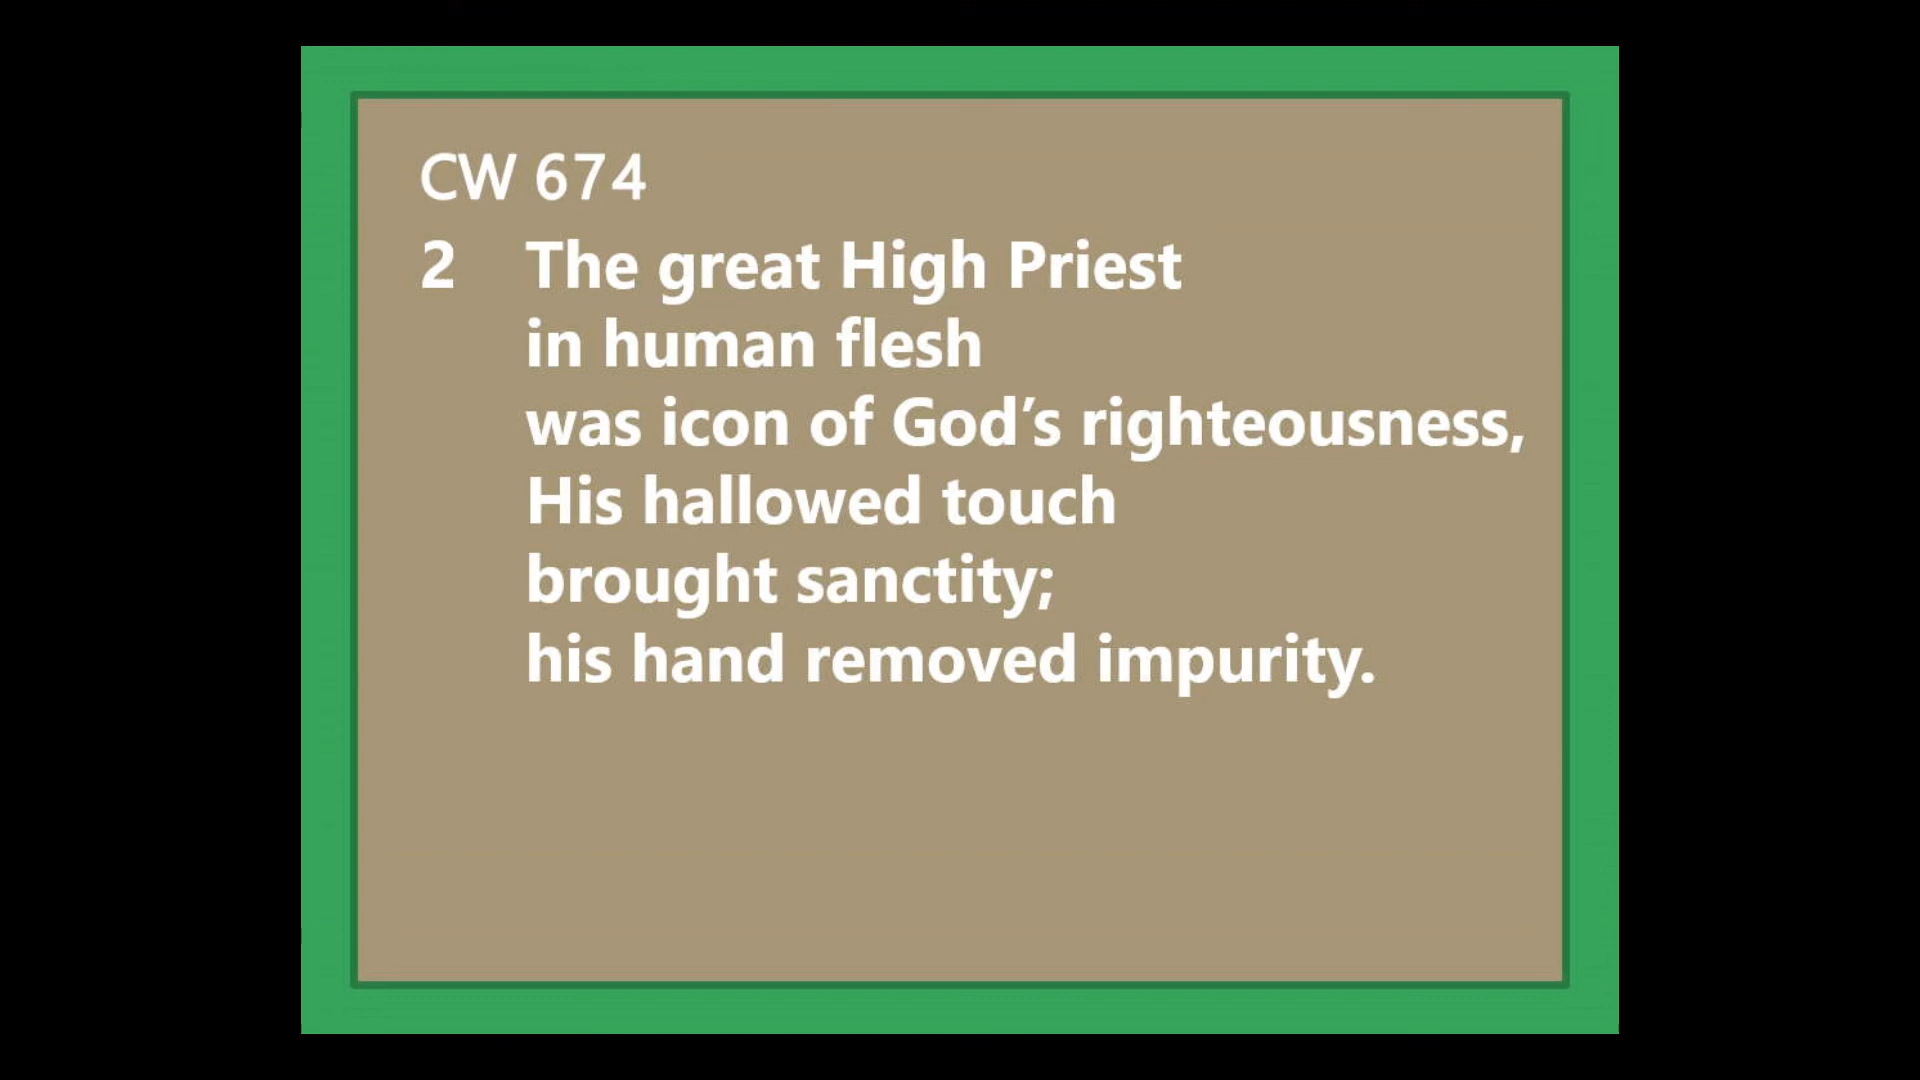 CW 674
2 The great High Priest
in human flesh
was icon of God’s righteousness,
His hallowed touch
brought sanctity;
his hand removed impurity.